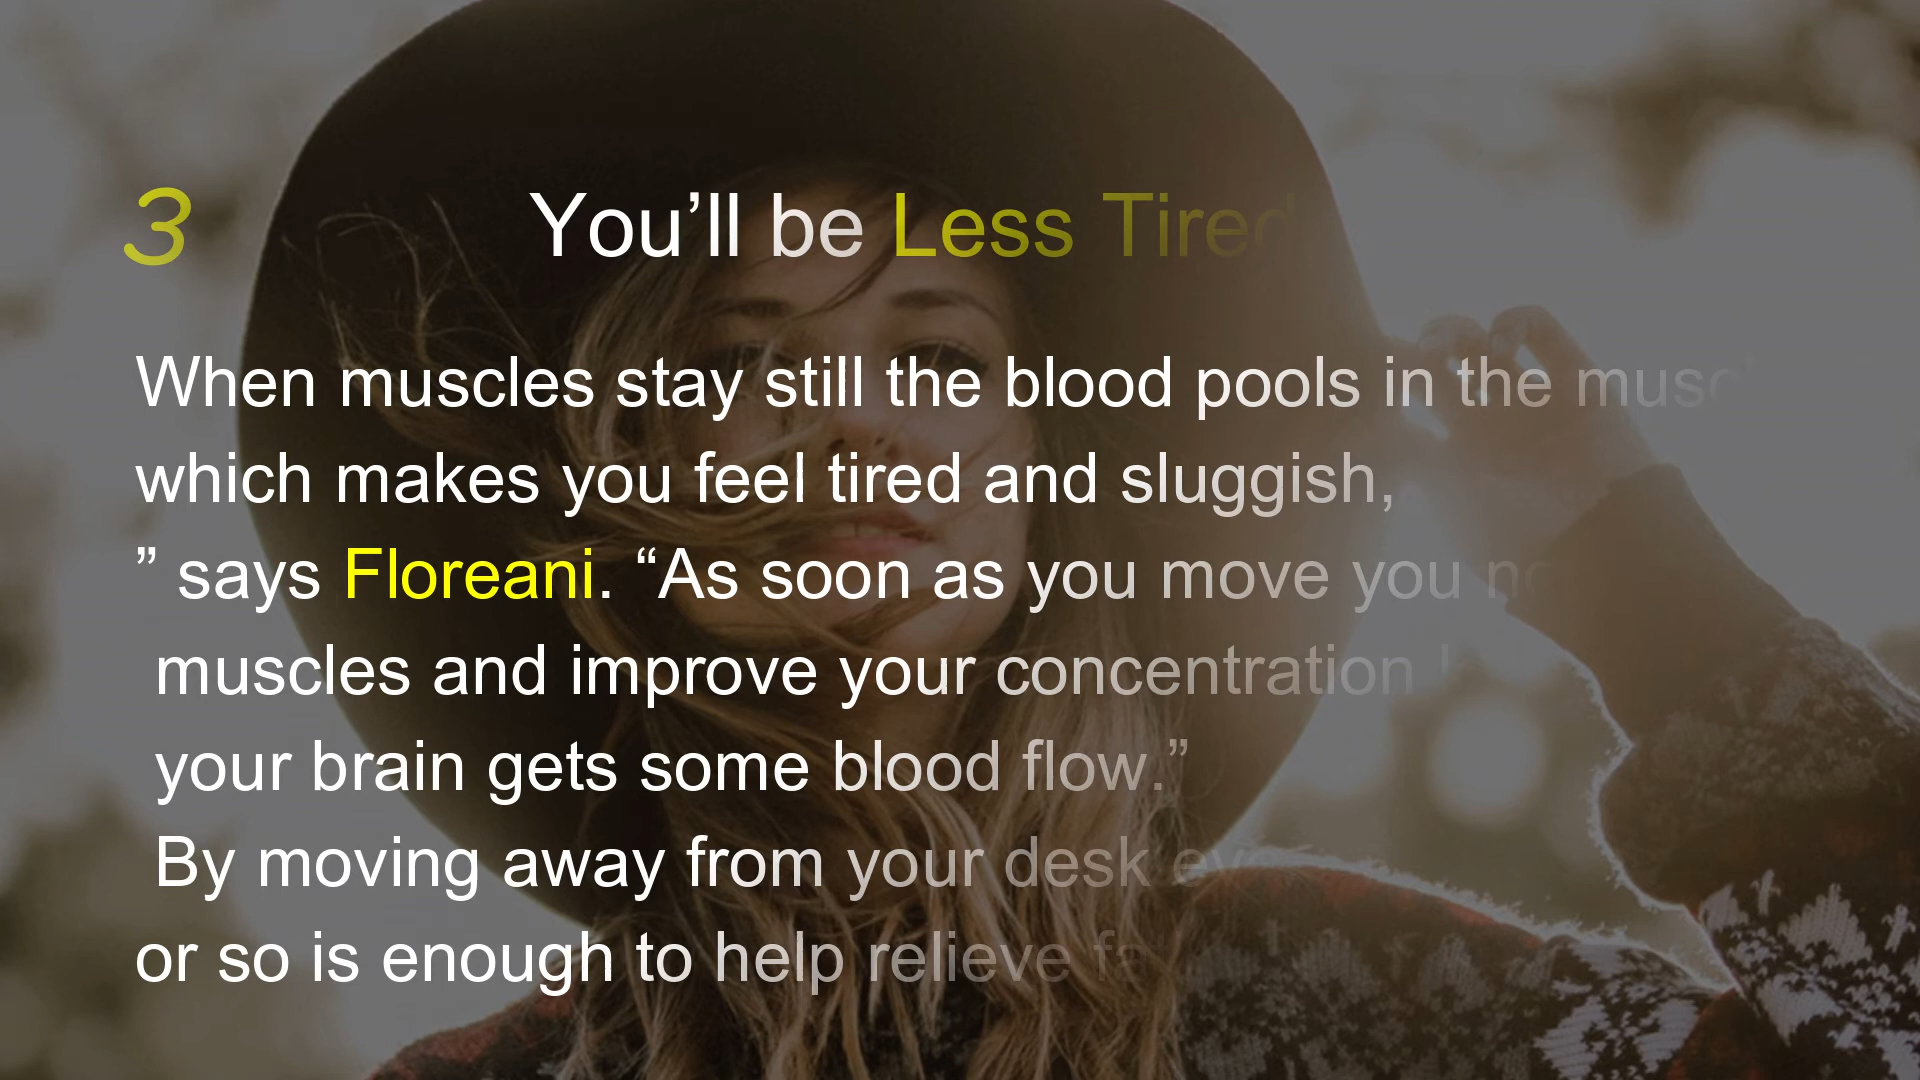 3 You’ll be Less Tired
When muscles stay still the blood pools in the
which makes you feel tired and sluggish,
” says Floreani. “As soon as you move you
muscles and improve your concentration
your brain gets some blood flow.”
By moving away from your desk
or so is enough to help relieve